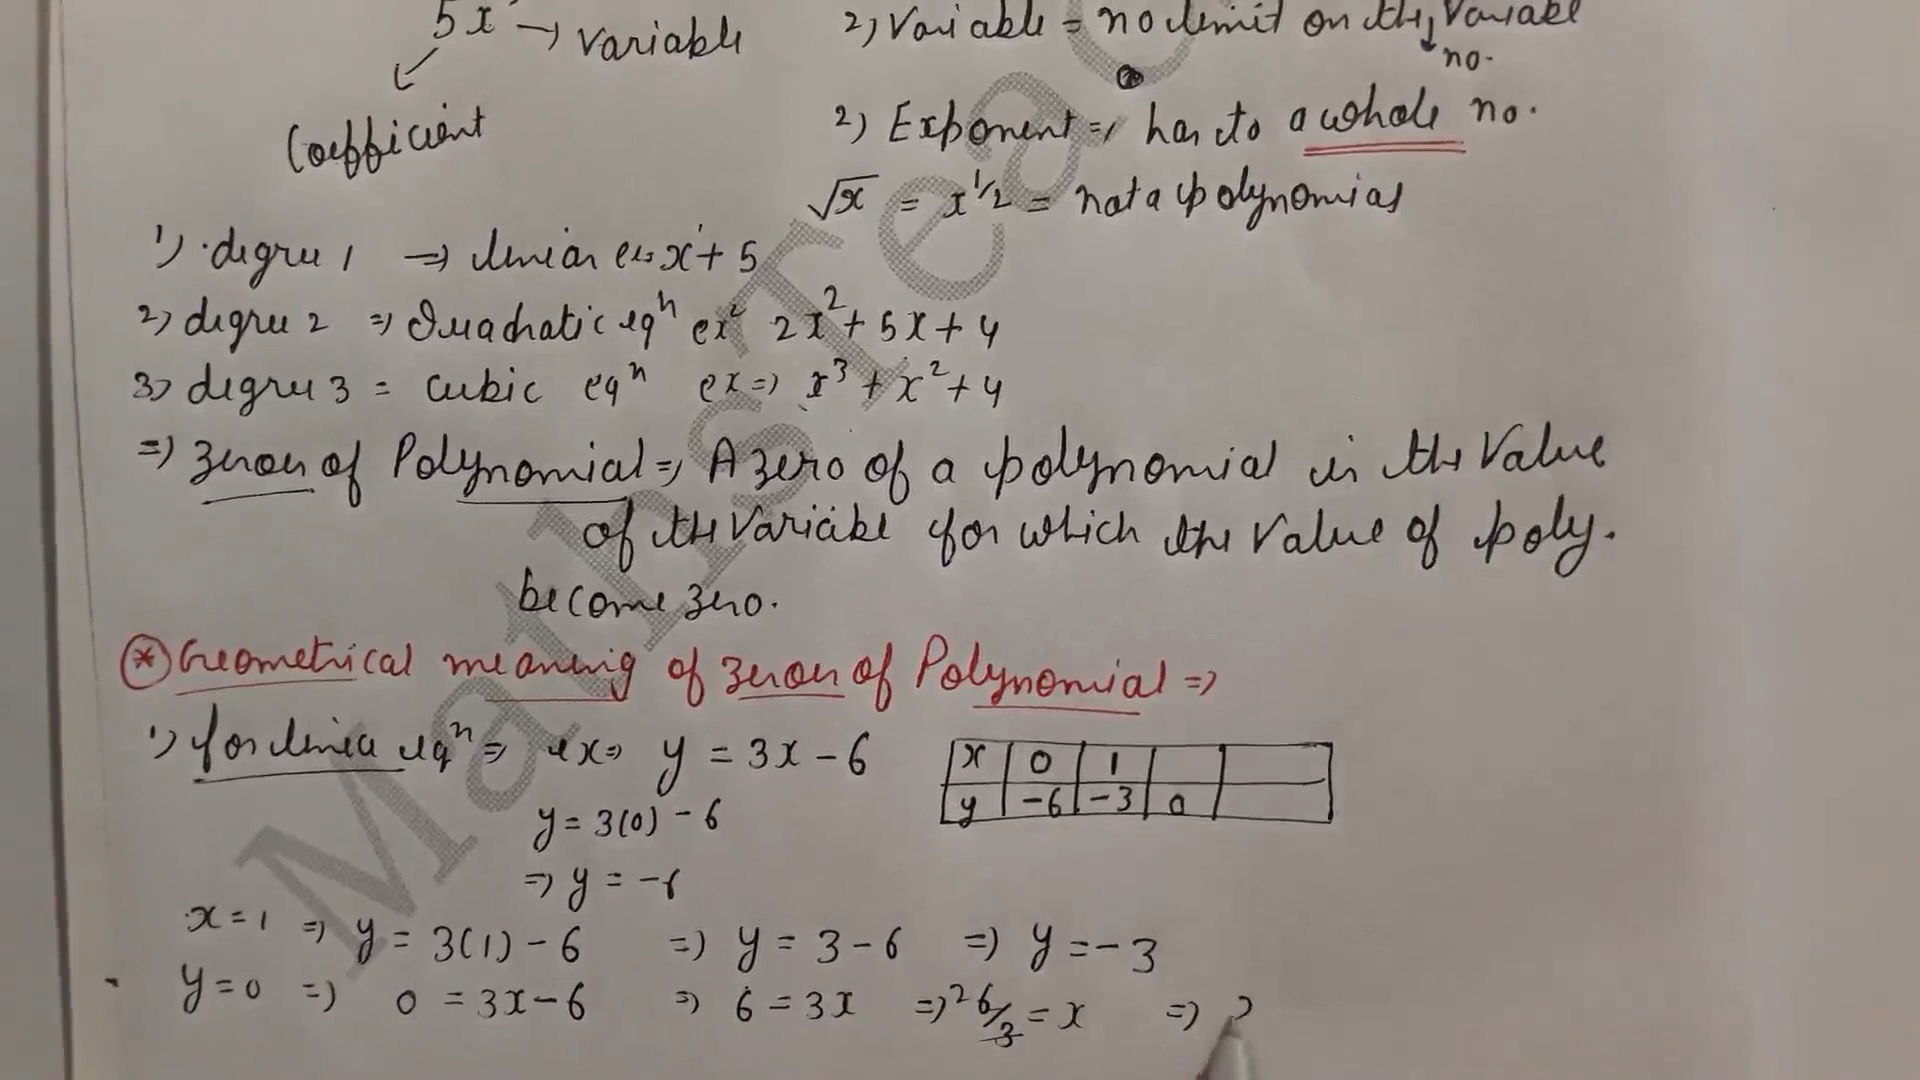 5x → variable
Coefficient
2) Variable = no limit on the variable
no.
2) Exponent ⇒ has to a whole no.
√x = x^1/2 = not a polynomial
1) degree 1 ⇒ linear ex x + 5
2) degree 2 ⇒ Quadratic eqⁿ ex² 2x² + 5x + 4
3) degree 3 = cubic eqⁿ ex ⇒ x³ + x² + 4
⇒ zeroes of Polynomial ⇒ A zero of a polynomial is the value
of the variable for which the value of poly.
become zero.
* Geometrical meaning of zeroes of Polynomial ⇒
1) for linear eqⁿ ⇒ ex ⇒ y = 3x - 6
x 0 1
y -6 -3 0
y = 3(0) - 6
⇒ y = -6
x = 1 ⇒ y = 3(1) - 6 ⇒ y = 3 - 6 ⇒ y = -3
y = 0 ⇒ 0 = 3x - 6 ⇒ 6 = 3x ⇒ 2 6/3 = x ⇒